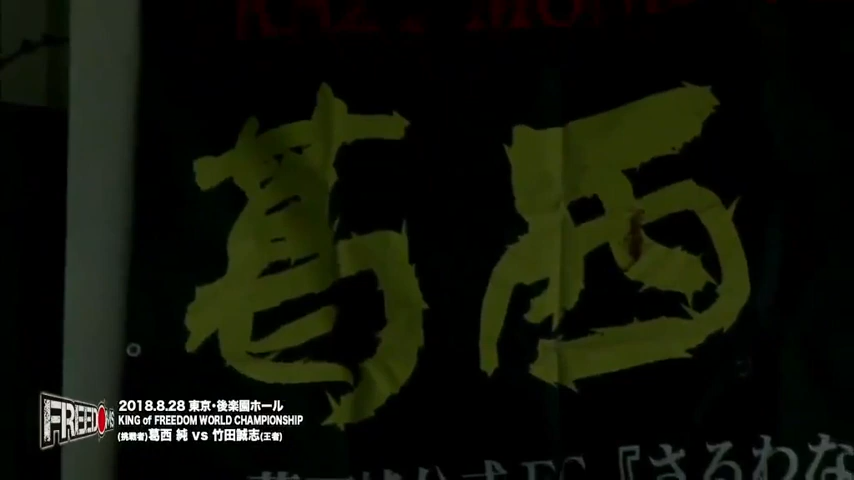 葛西
FREEDOMS
2018.8.28 東京・後楽園ホール
KING of FREEDOM WORLD CHAMPIONSHIP
(挑戦者)葛西 純 vs 竹田誠志(王者)
FC『さるわな